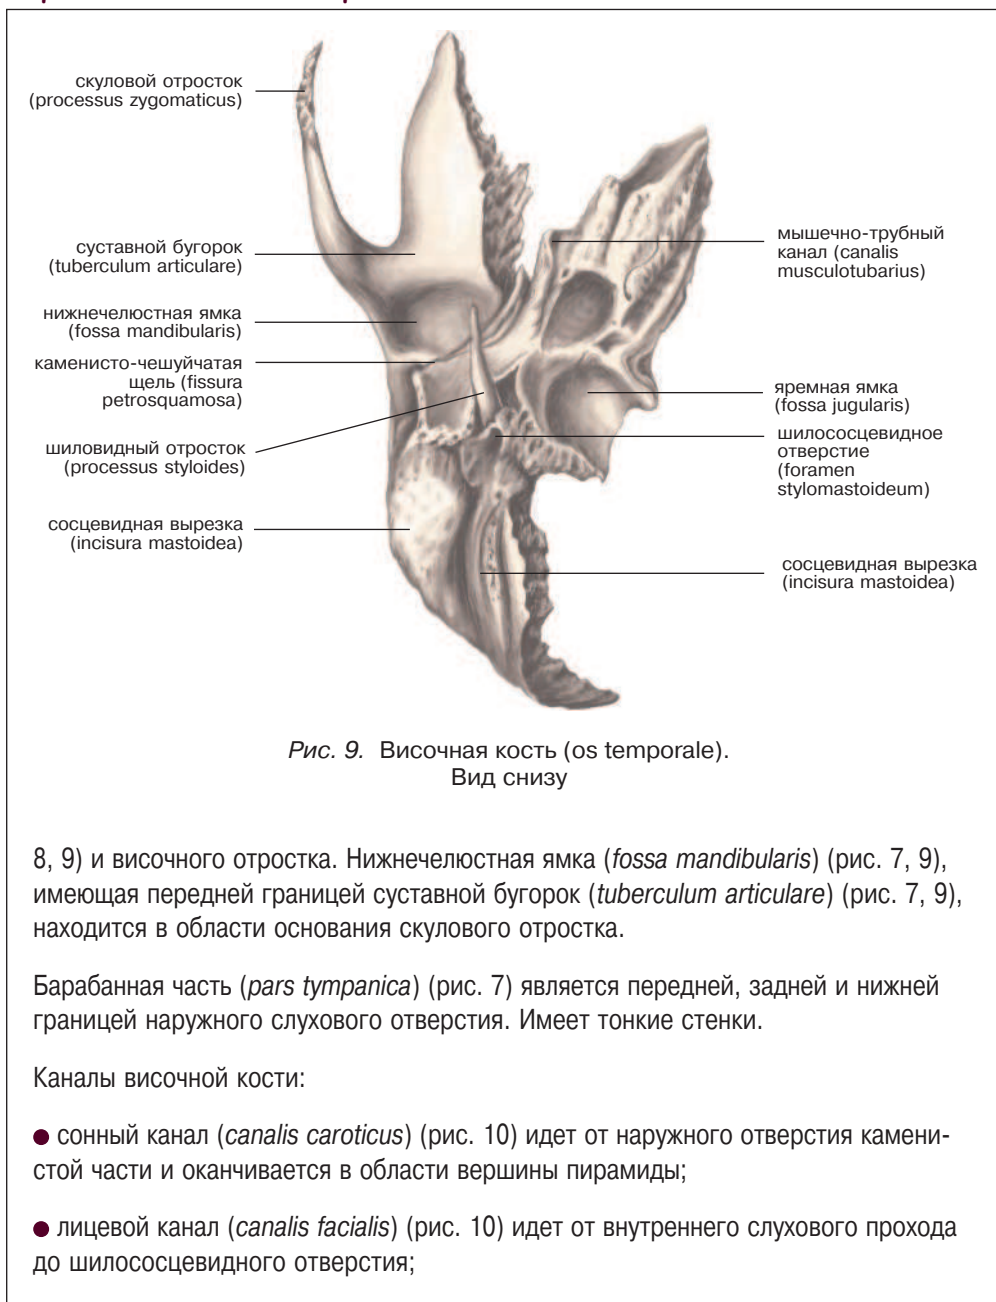 скуловой отросток
(processus zygomaticus)
суставной бугорок
(tuberculum articulare)
нижнечелюстная ямка
(fossa mandibularis)
каменисто-чешуйчатая
щель (fissura
petrosquamosa)
шиловидный отросток
(processus styloides)
сосцевидная вырезка
(incisura mastoidea)
мышечно-трубный
канал (canalis
musculotubarius)
яремная ямка
(fossa jugularis)
шилососцевидное
отверстие
(foramen
stylomastoideum)
сосцевидная вырезка
(incisura mastoidea)
Рис. 9. Височная кость (os temporale).
Вид снизу
8, 9) и височного отростка. Нижнечелюстная ямка (fossa mandibularis) (рис. 7, 9),
имеющая передней границей суставной бугорок (tuberculum articulare) (рис. 7, 9),
находится в области основания скулового отростка.
Барабанная часть (pars tympanica) (рис. 7) является передней, задней и нижней
границей наружного слухового отверстия. Имеет тонкие стенки.
Каналы височной кости:
● сонный канал (canalis caroticus) (рис. 10) идет от наружного отверстия камени-
стой части и оканчивается в области вершины пирамиды;
● лицевой канал (canalis facialis) (рис. 10) идет от внутреннего слухового прохода
до шилососцевидного отверстия;